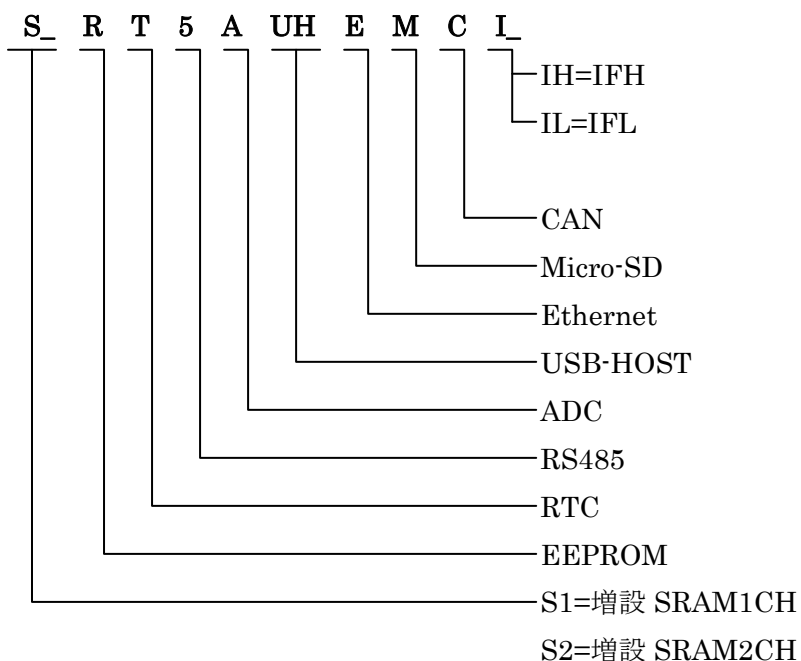 S_ R T 5 A UH E M C I_
IH=IFH
IL=IFL
CAN
Micro-SD
Ethernet
USB-HOST
ADC
RS485
RTC
EEPROM
S1=増設 SRAM1CH
S2=増設 SRAM2CH